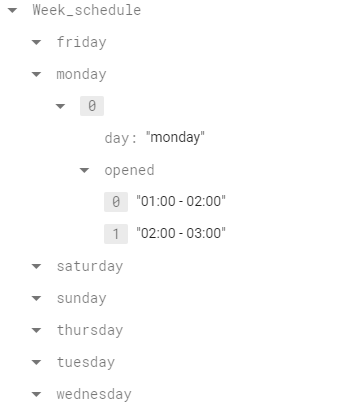 Week_schedule
friday
monday
0
day: "monday"
opened
0 "01:00 - 02:00"
1 "02:00 - 03:00"
saturday
sunday
thursday
tuesday
wednesday